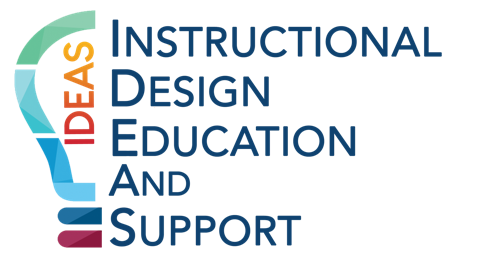 IDEAS
INSTRUCTIONAL
DESIGN
EDUCATION
AND
SUPPORT